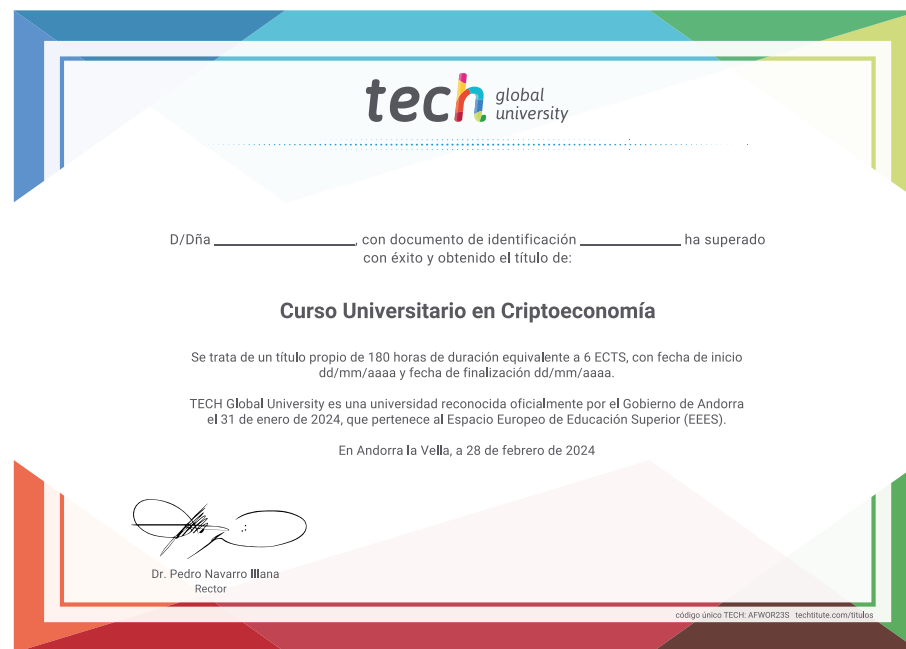 tech global
university
D/Dña ______________, con documento de identificación __________ ha superado
con éxito y obtenido el título de:
Curso Universitario en Criptoeconomía
Se trata de un título propio de 180 horas de duración equivalente a 6 ECTS, con fecha de inicio
dd/mm/aaaa y fecha de finalización dd/mm/aaaa.
TECH Global University es una universidad reconocida oficialmente por el Gobierno de Andorra
el 31 de enero de 2024, que pertenece al Espacio Europeo de Educación Superior (EEES).
En Andorra la Vella, a 28 de febrero de 2024
Dr. Pedro Navarro Illana
Rector
código único TECH: AFWOR23S techtitute.com/titulos